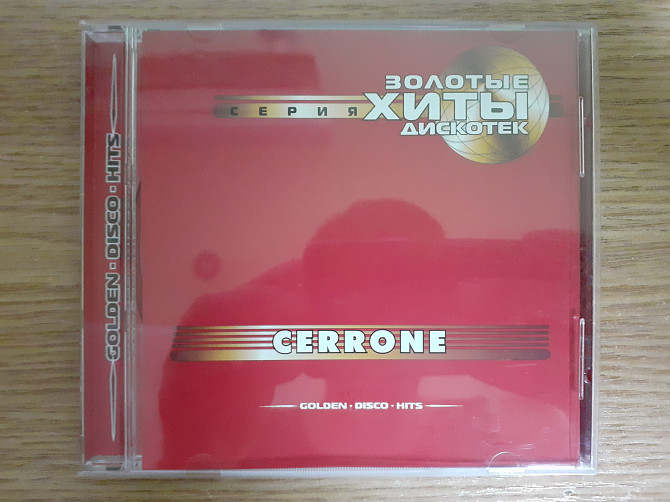 GOLDEN · DISCO · HITS
СЕРИЯ
ЗОЛОТЫЕ
ХИТЫ
ДИСКОТЕК
CERRONE
GOLDEN · DISCO · HITS